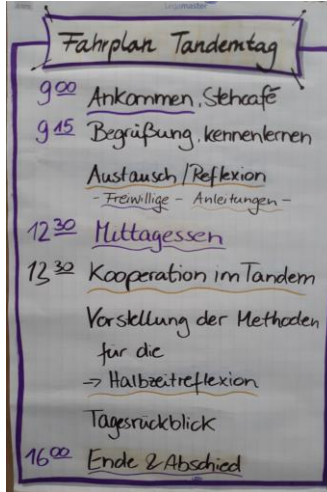 Legamaster
Fahrplan Tandemtag
9⁰⁰ Ankommen, Stehcafé
9¹⁵ Begrüßung, kennenlernen
Austausch/Reflexion
- Freiwillige - Anleitungen -
12³⁰ Mittagessen
13³⁰ Kooperation im Tandem
Vorstellung der Methoden
für die
→ Halbzeitreflexion
Tagesrückblick
16⁰⁰ Ende & Abschied